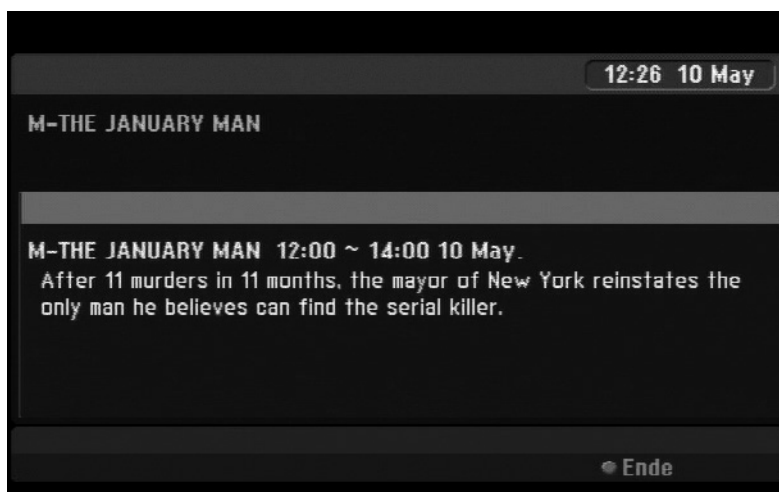 12:26 10 May
M-THE JANUARY MAN
M-THE JANUARY MAN 12:00 ~ 14:00 10 May.
After 11 murders in 11 months, the mayor of New York reinstates the
only man he believes can find the serial killer.
Ende